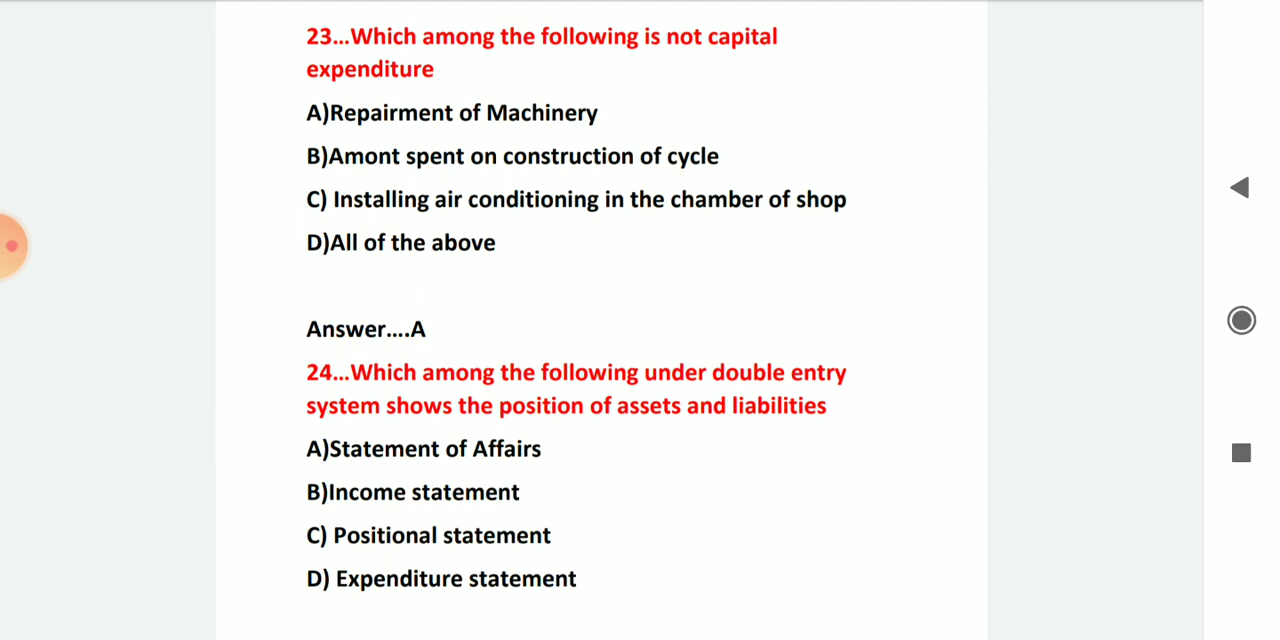 23...Which among the following is not capital
expenditure
A)Repairment of Machinery
B)Amont spent on construction of cycle
C) Installing air conditioning in the chamber of shop
D)All of the above
Answer....A
24...Which among the following under double entry
system shows the position of assets and liabilities
A)Statement of Affairs
B)Income statement
C) Positional statement
D) Expenditure statement